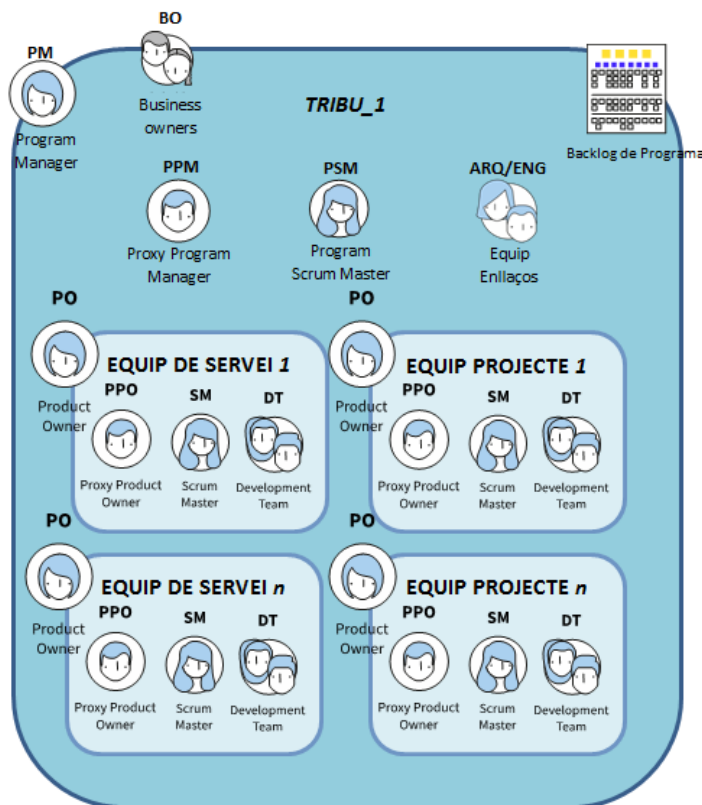 BO
PM
Business
owners
TRIBU_1
Program
Manager
Backlog de Programa
PPM
PSM
ARQ/ENG
Proxy Program
Manager
Program
Scrum Master
Equip
Enllaços
PO
PO
EQUIP DE SERVEI 1
EQUIP PROJECTE 1
PPO
SM
DT
PPO
SM
DT
Product
Owner
Product
Owner
Proxy Product
Owner
Scrum
Master
Development
Team
Proxy Product
Owner
Scrum
Master
Development
Team
PO
PO
EQUIP DE SERVEI n
EQUIP PROJECTE n
PPO
SM
DT
PPO
SM
DT
Product
Owner
Product
Owner
Proxy Product
Owner
Scrum
Master
Development
Team
Proxy Product
Owner
Scrum
Master
Development
Team